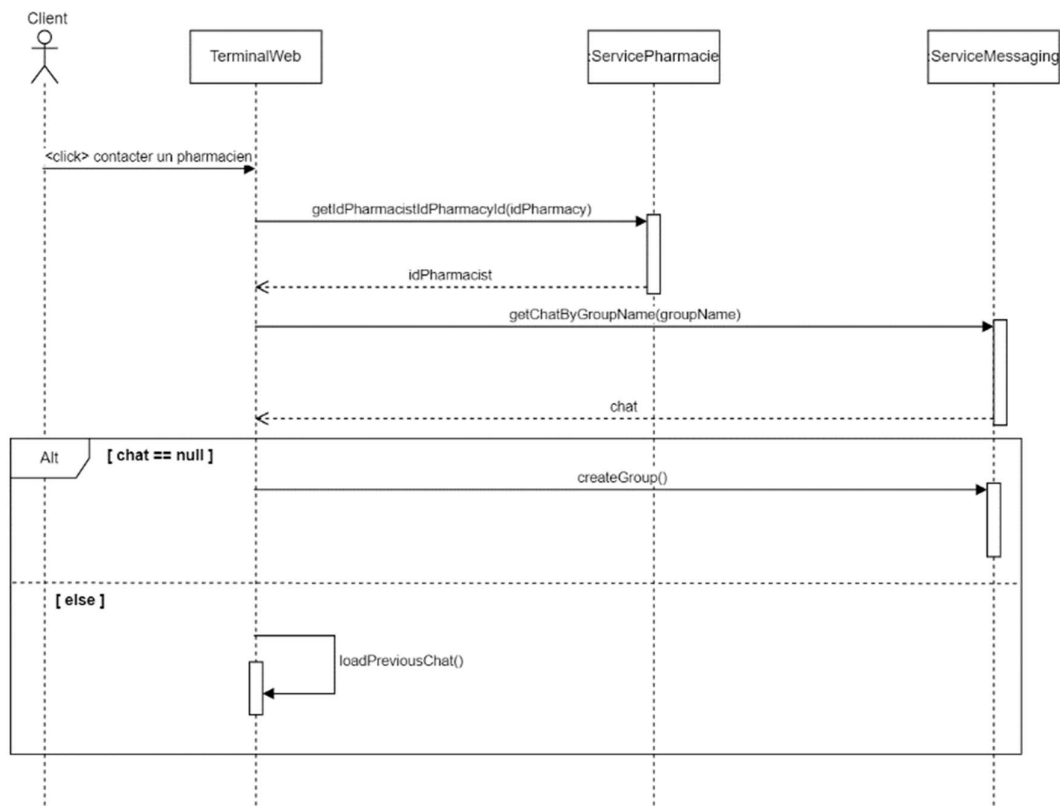 Client
TerminalWeb
:ServicePharmacie
:ServiceMessaging
<click> contacter un pharmacien
getIdPharmacistIdPharmacyId(idPharmacy)
idPharmacist
getChatByGroupName(groupName)
chat
Alt
[ chat == null ]
createGroup()
[ else ]
loadPreviousChat()